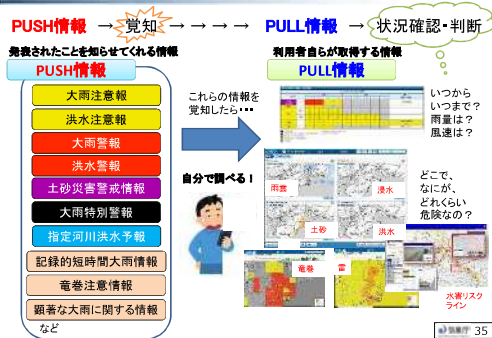 PUSH情報 → 覚知 → → → → PULL情報 → 状況確認・判断
発表されたことを知らせてくれる情報
利用者自らが取得する情報
PUSH情報
PULL情報
大雨注意報
洪水注意報
大雨警報
洪水警報
土砂災害警戒情報
大雨特別警報
指定河川洪水予報
記録的短時間大雨情報
竜巻注意情報
顕著な大雨に関する情報
など
これらの情報を
覚知したら・・・
自分で調べる！
いつから
いつまで？
雨量は？
風速は？
どこで、
なにが、
どれくらい
危険なの？
雨雲
浸水
土砂
洪水
竜巻
雷
水害リスク
ライン
気象庁 35